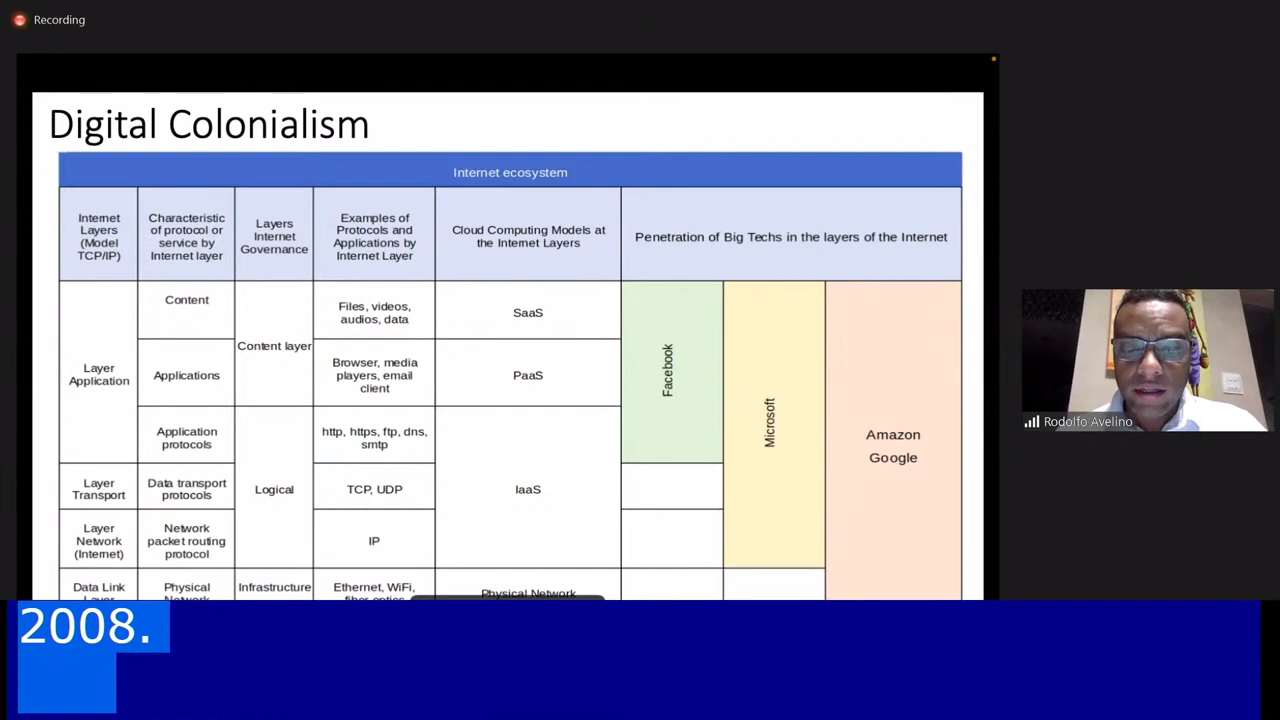 Recording
Digital Colonialism
Internet ecosystem
Internet
Layers
(Model
TCP/IP)
Characteristic
of protocol or
service by
Internet layer
Layers
Internet
Governance
Examples of
Protocols and
Applications by
Internet Layer
Cloud Computing Models at
the Internet Layers
Penetration of Big Techs in the layers of the Internet
Layer
Application
Content
Content layer
Files, videos,
audios, data
SaaS
Facebook
Microsoft
Amazon
Google
Applications
Browser, media
players, email
client
PaaS
Application
protocols
Logical
http, https, ftp, dns,
smtp
IaaS
Layer
Transport
Data transport
protocols
TCP, UDP
Layer
Network
(Internet)
Network
packet routing
protocol
IP
Data Link
Layer
Physical
Network
Infrastructure
Ethernet, WiFi,
fiber optics
Physical Network
Rodolfo Avelino
2008.